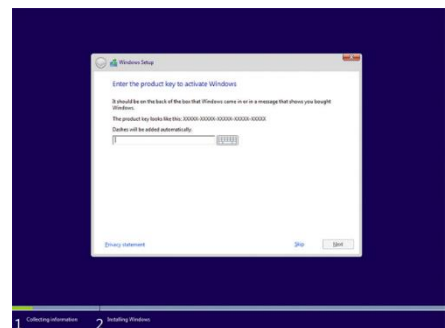 Windows Setup
Enter the product key to activate Windows
It should be on the back of the box that Windows came in or in a message that shows you bought
Windows.
The product key looks like this: XXXXX-XXXXX-XXXXX-XXXXX-XXXXX
Dashes will be added automatically.
Privacy statement
Skip
Next
1 Collecting information
2 Installing Windows